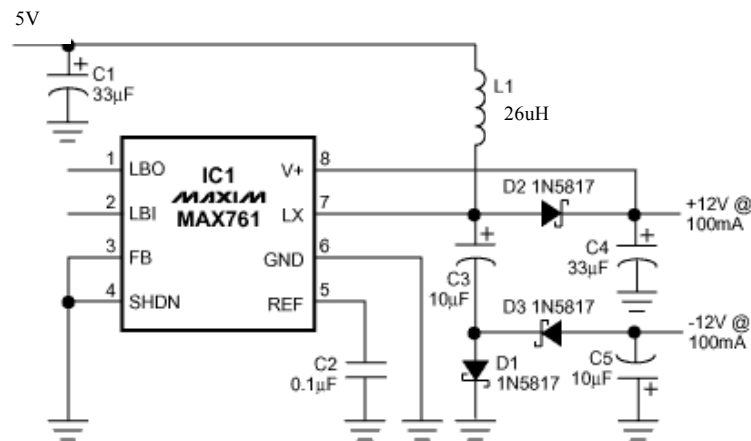 5V
C1
33µF
L1
26uH
1
LBO
2
LBI
3
FB
4
SHDN
IC1
MAXIM
MAX761
V+
8
LX
7
GND
6
REF
5
D2 1N5817
+12V @
100mA
C3
10µF
C4
33µF
D3 1N5817
-12V @
100mA
C2
0.1µF
D1
1N5817
C5
10µF